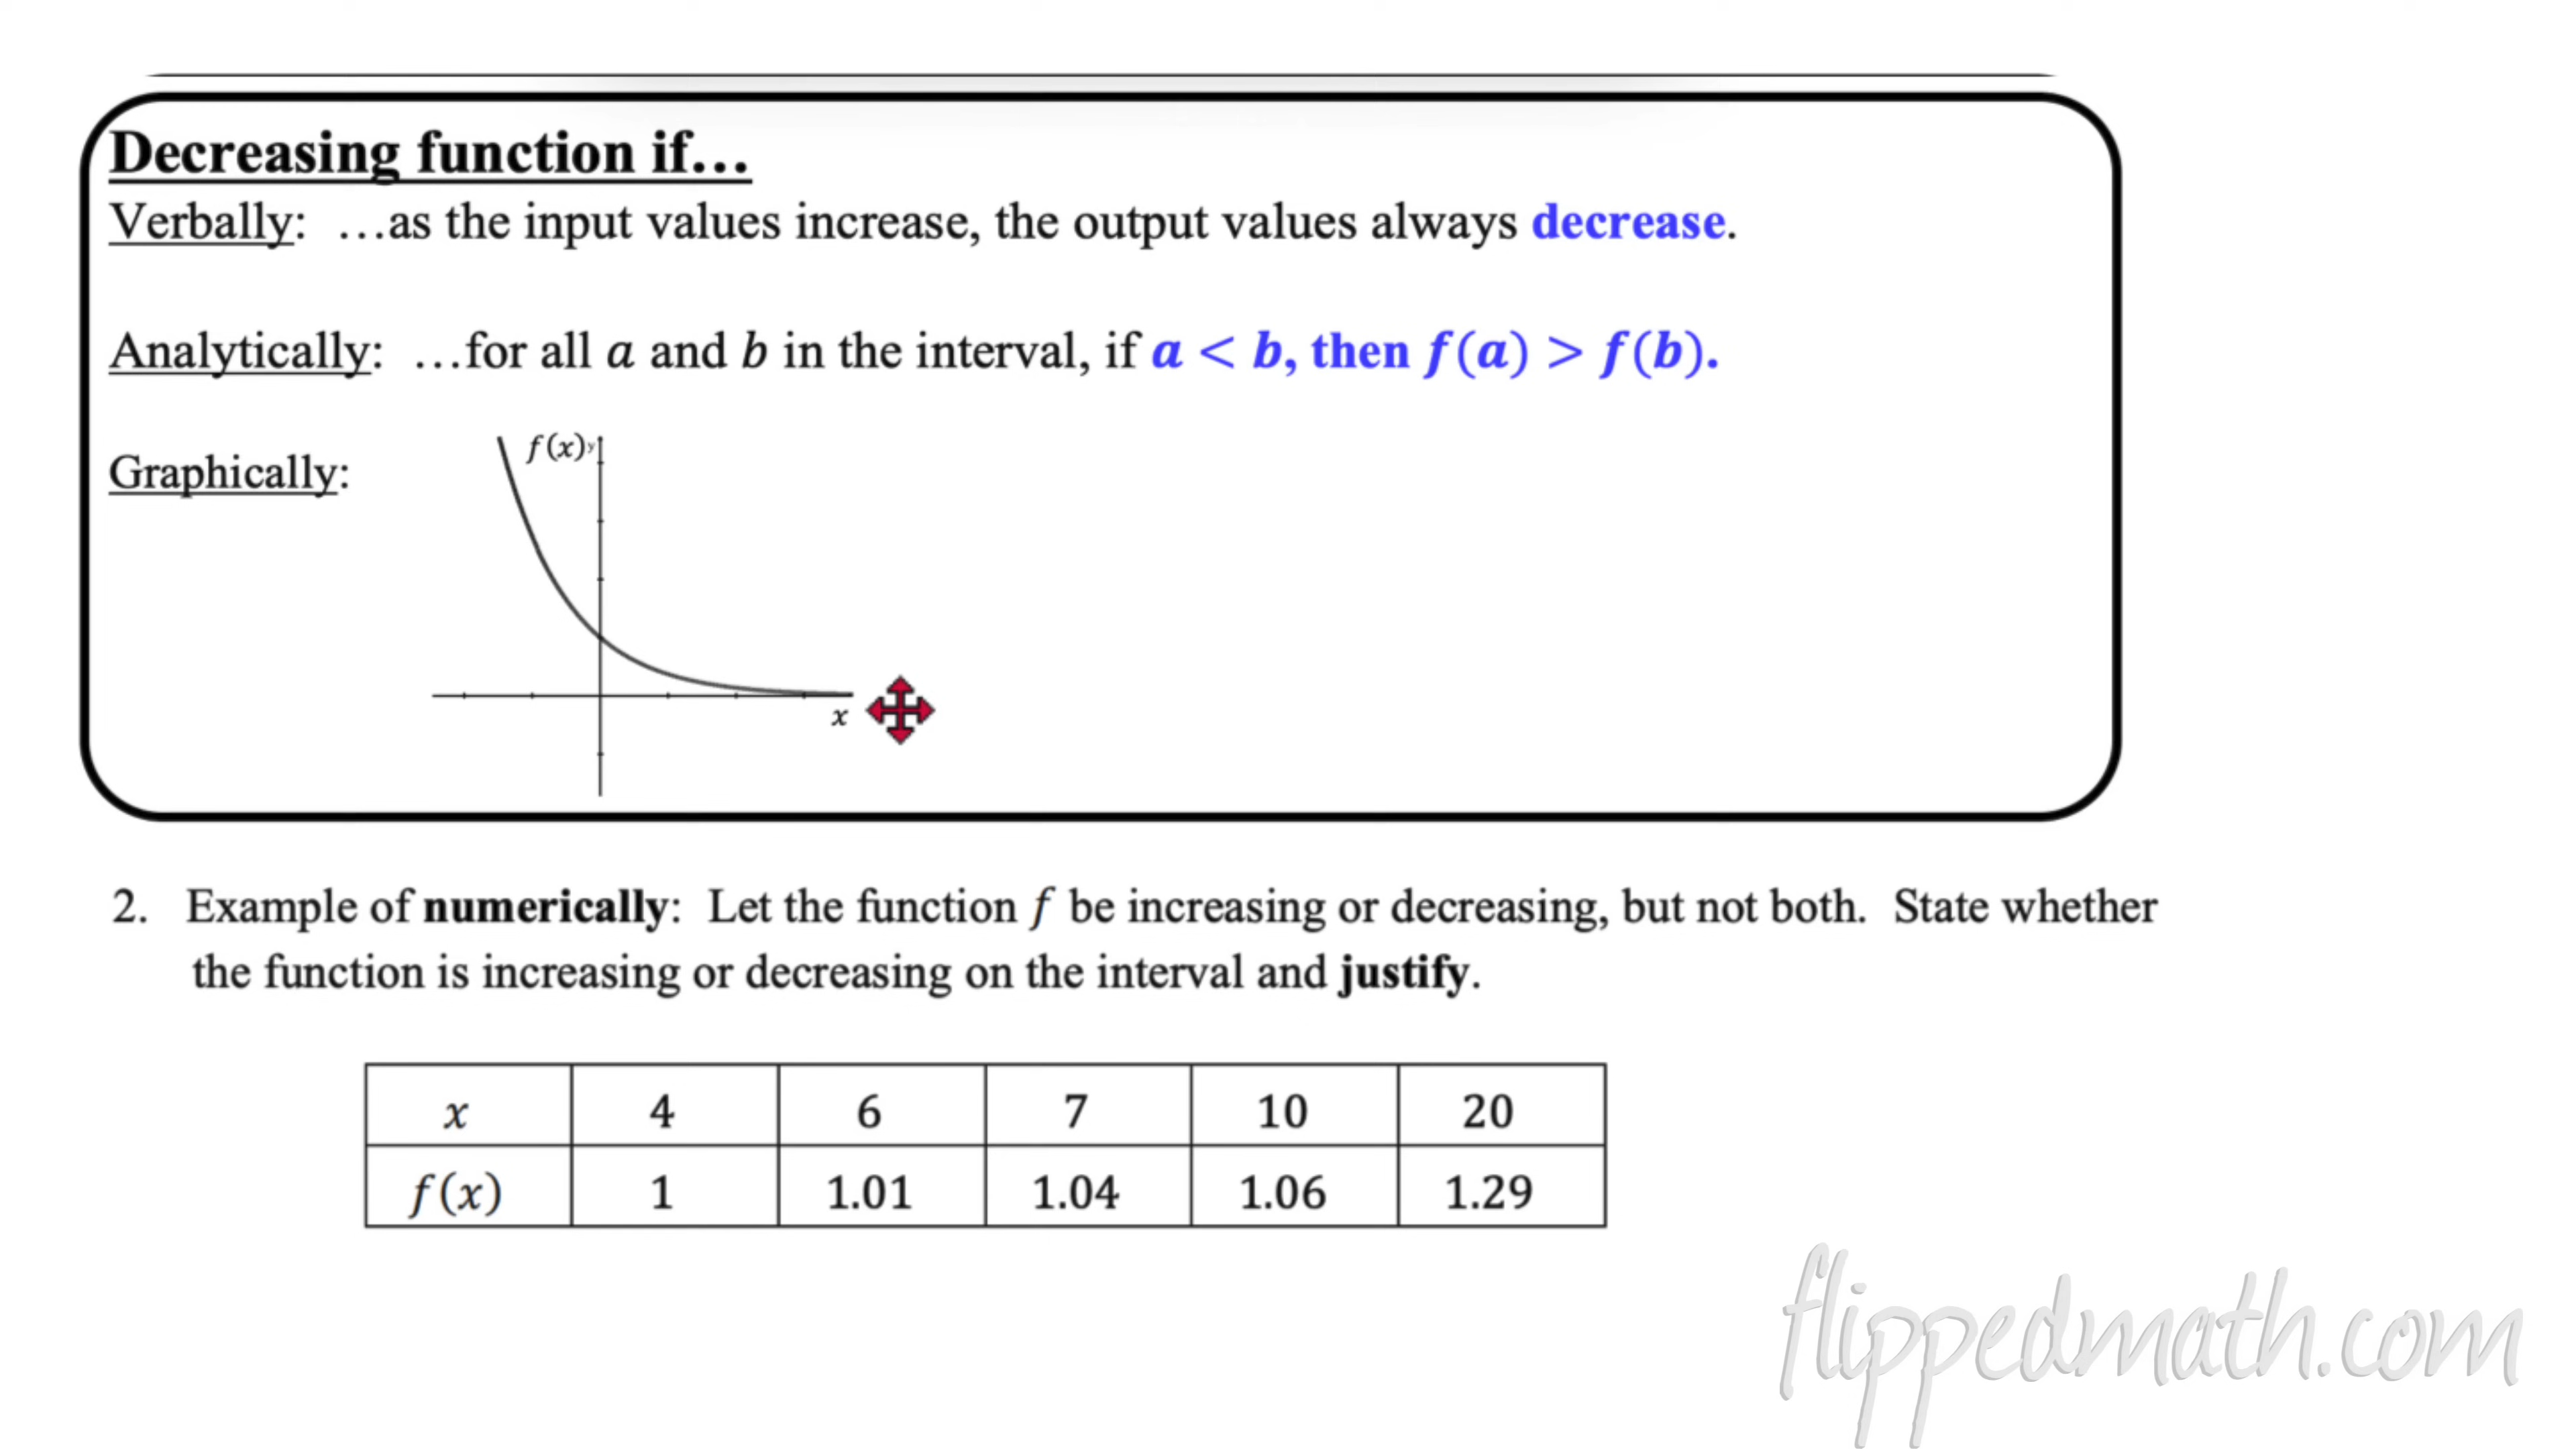 Decreasing function if…
Verbally: …as the input values increase, the output values always decrease.
Analytically: …for all a and b in the interval, if a < b, then f(a) > f(b).
Graphically:
f(x) y
x
2. Example of numerically: Let the function f be increasing or decreasing, but not both. State whether
the function is increasing or decreasing on the interval and justify.
x 4 6 7 10 20
f(x) 1 1.01 1.04 1.06 1.29
flippedmath.com